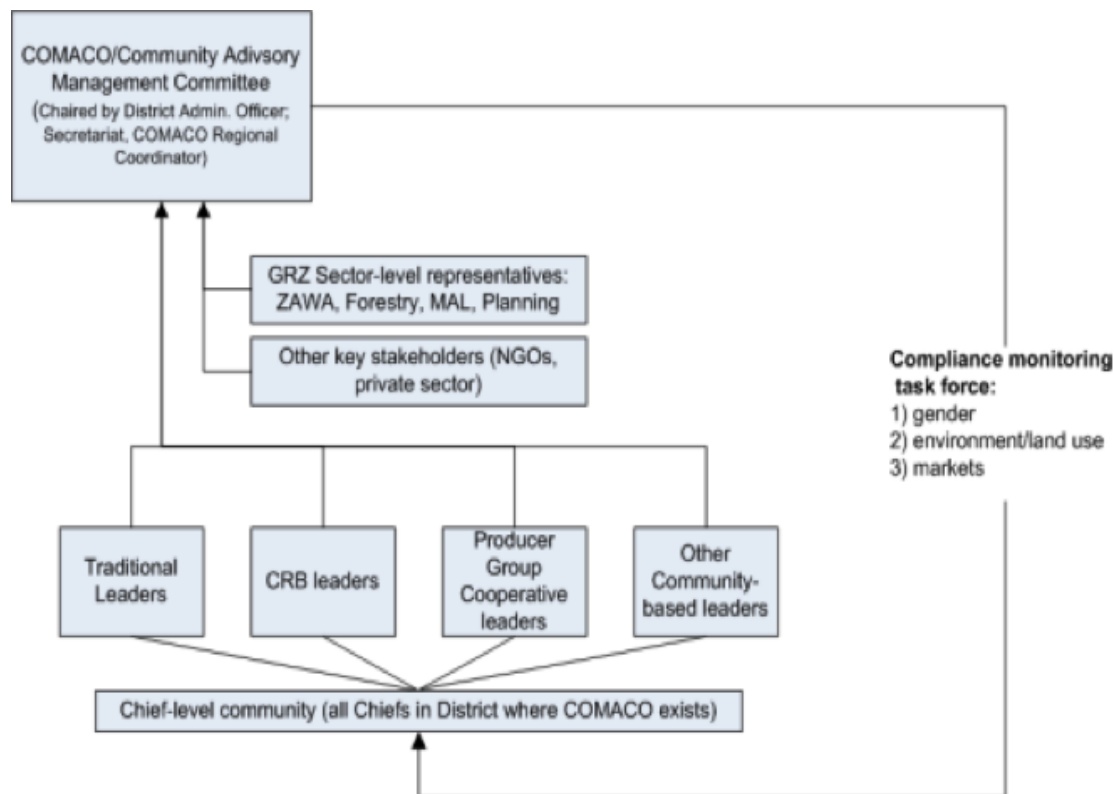 COMACO/Community Adivsory
Management Committee
(Chaired by District Admin. Officer;
Secretariat, COMACO Regional
Coordinator)
GRZ Sector-level representatives:
ZAWA, Forestry, MAL, Planning
Other key stakeholders (NGOs,
private sector)
Compliance monitoring
task force:
1) gender
2) environment/land use
3) markets
Traditional
Leaders
CRB leaders
Producer
Group
Cooperative
leaders
Other
Community-
based leaders
Chief-level community (all Chiefs in District where COMACO exists)